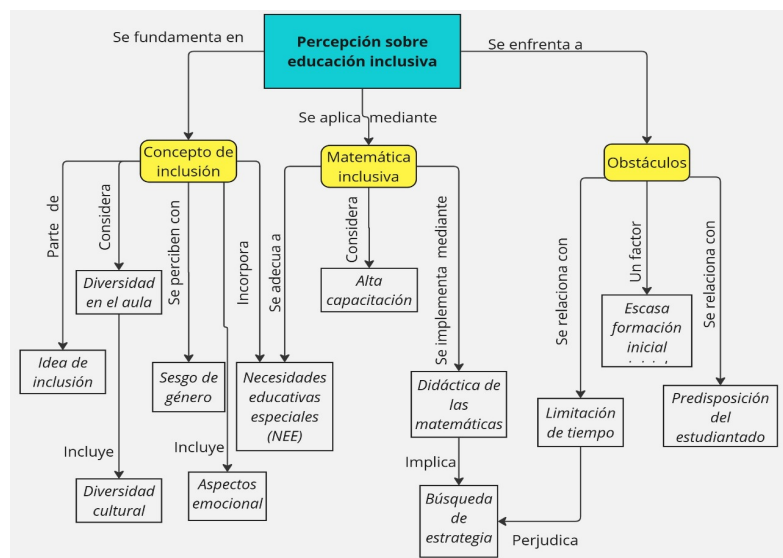 Percepción sobre
educación inclusiva
Se fundamenta en
Se enfrenta a
Se aplica mediante
Concepto de
inclusión
Matemática
inclusiva
Obstáculos
Parte de
Considera
Se perciben con
Incorpora
Se adecua a
Considera
Se implementa mediante
Se relaciona con
Un factor
Se relaciona con
Diversidad
en el aula
Alta
capacitación
Escasa
formación
inicial
Idea de
inclusión
Sesgo de
género
Necesidades
educativas
especiales
(NEE)
Didáctica de
las
matemáticas
Limitación
de tiempo
Predisposición
del
estudiantado
Incluye
Incluye
Implica
Diversidad
cultural
Aspectos
emocional
Búsqueda
de
estrategia
Perjudica